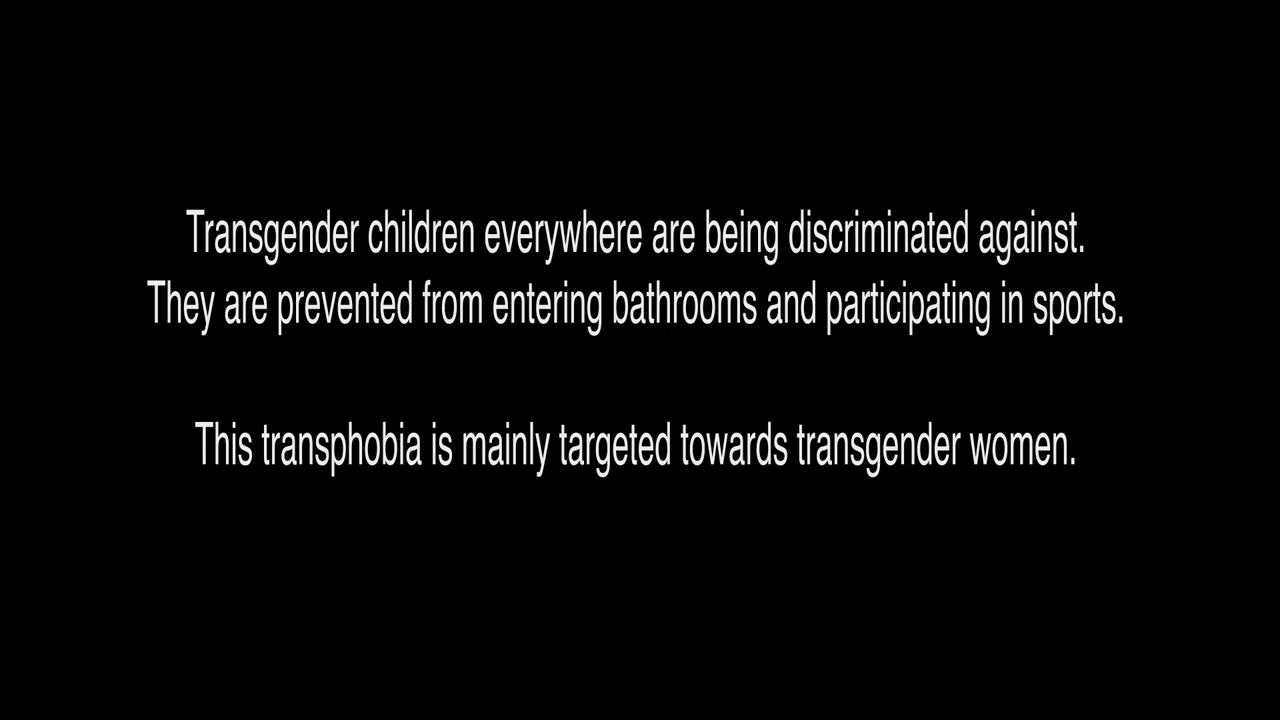 Transgender children everywhere are being discriminated against.
They are prevented from entering bathrooms and participating in sports.
This transphobia is mainly targeted towards transgender women.